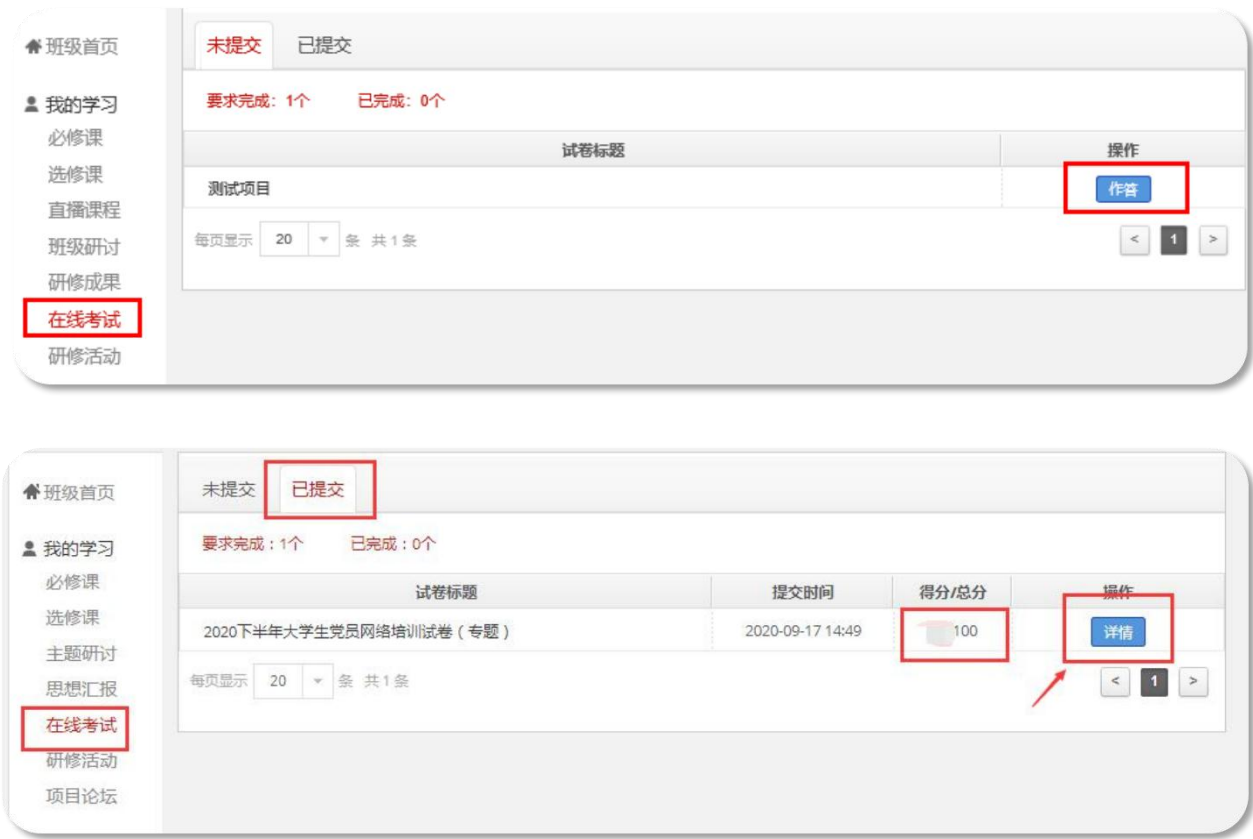 班级首页
未提交 已提交
我的学习
要求完成：1个 已完成：0个
必修课
试卷标题 操作
选修课
测试项目 作答
直播课程
每页显示 20 条 共1条 < 1 >
班级研讨
研修成果
在线考试
研修活动
班级首页
未提交 已提交
我的学习
要求完成：1个 已完成：0个
必修课
试卷标题 提交时间 得分/总分 操作
选修课
2020下半年大学生党员网络培训试卷（专题） 2020-09-17 14:49 100 详情
主题研讨
思想汇报
每页显示 20 条 共1条 < 1 >
在线考试
研修活动
项目论坛